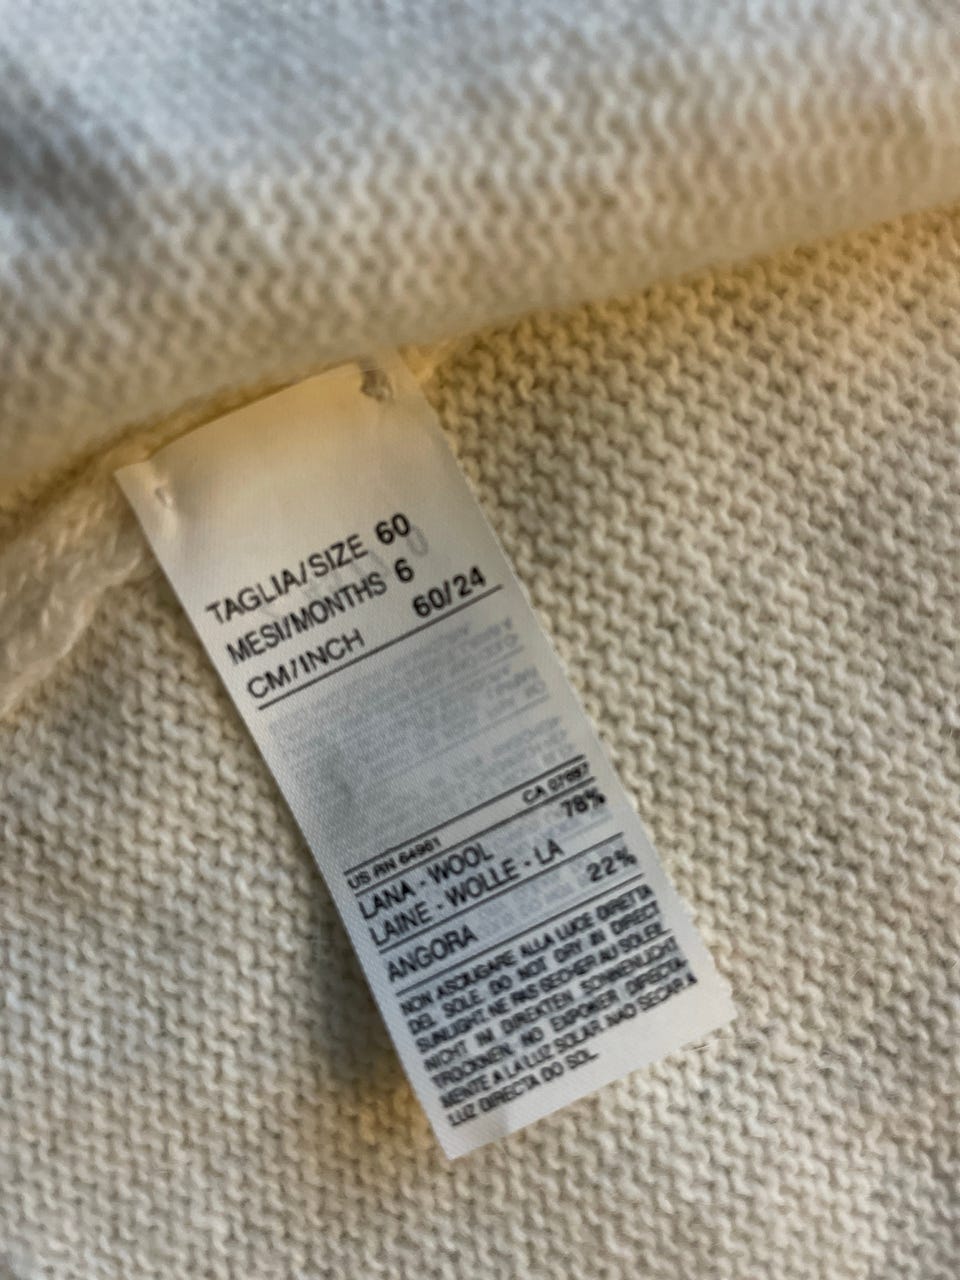 TAGLIA/SIZE 60
MESI/MONTHS 6
CM/INCH 60/24
US RN 64901 CA 07697
LANA - WOOL 78%
LAINE - WOLLE - LA
ANGORA 22%
NON ASCIUGARE ALLA LUCE DIRETTA
DEL SOLE. DO NOT DRY IN DIRECT
SUNLIGHT. NE PAS SECHER AU SOLEIL.
NICHT IM DIREKTEN SONNENLICHT
TROCKNEN. NO EXPONER DIRECTA-
MENTE A LA LUZ SOLAR. NAO SECAR A
LUZ DIRECTA DO SOL.